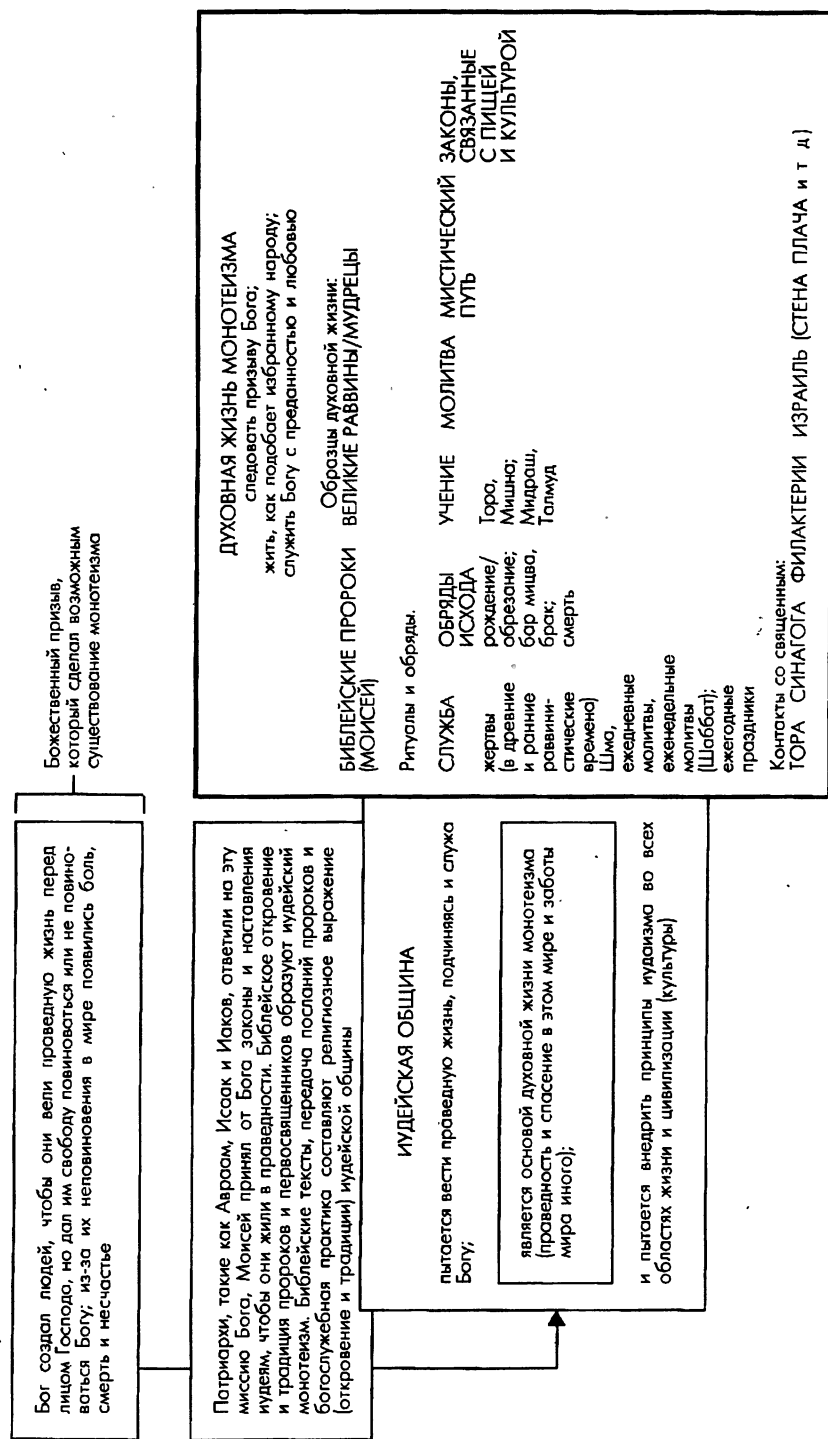 Бог создал людей, чтобы они вели праведную жизнь перед
лицом Господа, но дал им свободу повиноваться или не повино-
ваться Богу; из-за их неповиновения в мире появились боль,
смерть и несчастье
Божественный призыв,
который сделал возможным
существование монотеизма
Патриархи, такие как Авраам, Исаак и Иаков, ответили на эту
миссию Бога, Моисей принял от Бога законы и наставления
иудеям, чтобы они жили в праведности. Библейское откровение
и традиция пророков и первосвященников образуют иудейский
монотеизм. Библейские тексты, передача посланий пророков и
богослужебная практика составляют религиозное выражение
(откровение и традиции) иудейской общины
ИУДЕЙСКАЯ ОБЩИНА
пытается вести праведную жизнь, подчиняясь и служа
Богу;
является основой духовной жизни монотеизма
(праведность и спасение в этом мире и заботы
мира иного);
и пытается внедрить принципы иудаизма во всех
областях жизни и цивилизации (культуры)
ДУХОВНАЯ ЖИЗНЬ МОНОТЕИЗМА
следовать призыву Бога;
жить, как подобает избранному народу;
служить Богу с преданностью и любовью
Образцы духовной жизни:
БИБЛЕЙСКИЕ ПРОРОКИ ВЕЛИКИЕ РАВВИНЫ/МУДРЕЦЫ
(МОИСЕЙ)
Ритуалы и обряды.
СЛУЖБА
жертвы
(в древние
и ранние
раввини-
стические
времена)
Шма,
ежедневные
молитвы,
еженедельные
молитвы
(Шаббат);
ежегодные
праздники
ОБРЯДЫ
ИСХОДА
рождение/
обрезание;
бар мицва,
брак;
смерть
УЧЕНИЕ
Тора,
Мишна;
Мидраш,
Талмуд
МОЛИТВА
МИСТИЧЕСКИЙ
ПУТЬ
ЗАКОНЫ,
СВЯЗАННЫЕ
С ПИЩЕЙ
И КУЛЬТУРОЙ
Контакты со священным:
ТОРА СИНАГОГА ФИЛАКТЕРИИ ИЗРАИЛЬ (СТЕНА ПЛАЧА и т д)